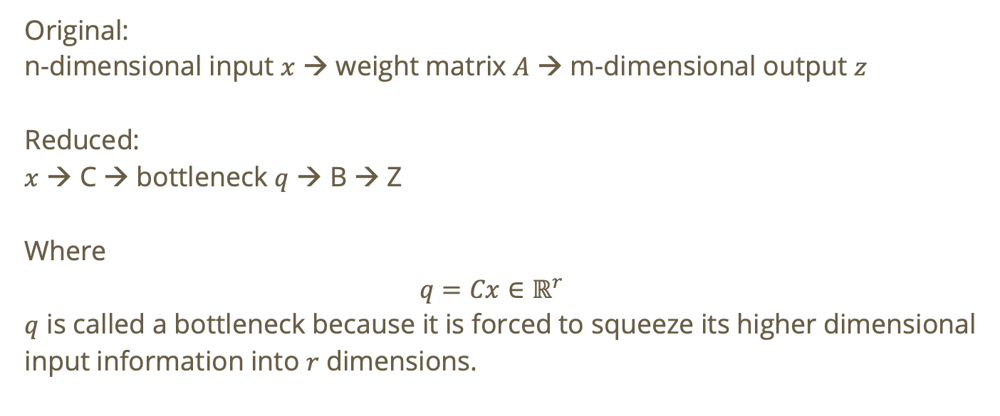 Original:
n-dimensional input x → weight matrix A → m-dimensional output z
Reduced:
x → C → bottleneck q → B → Z
Where
q = Cx ∈ ℝʳ
q is called a bottleneck because it is forced to squeeze its higher dimensional
input information into r dimensions.